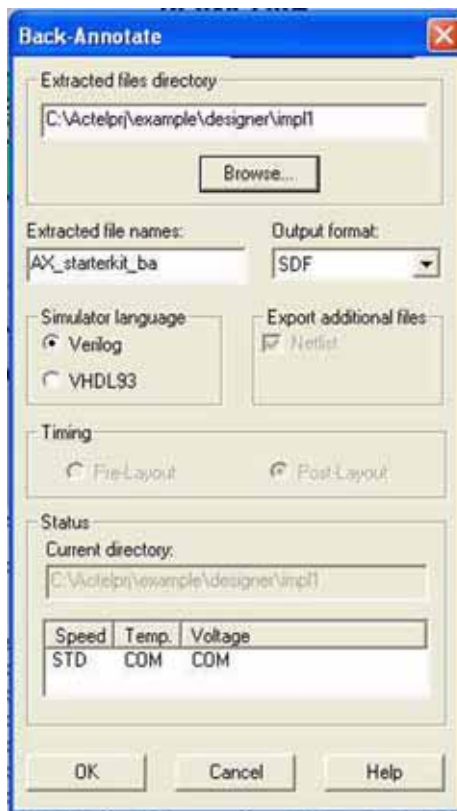 Back-Annotate
Extracted files directory
C:\Actelprj\example\designer\impl1
Browse...
Extracted file names: Output format:
AX_starterkit_ba SDF
Simulator language Export additional files
Verilog Netlist
VHDL93
Timing
Pre-Layout Post-Layout
Status
Current directory:
C:\Actelprj\example\designer\impl1
Speed Temp. Voltage
STD COM COM
OK Cancel Help